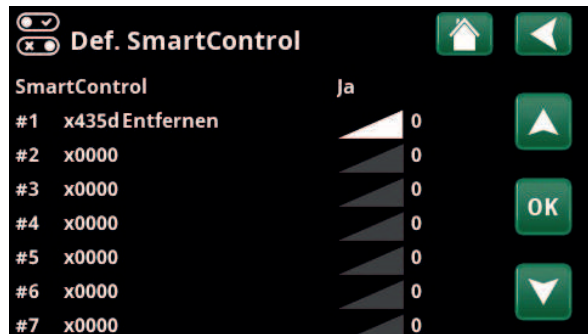 Def. SmartControl
SmartControl Ja
#1 x435d Entfernen 0
#2 x0000 0
#3 x0000 0
#4 x0000 0
OK
#5 x0000 0
#6 x0000 0
#7 x0000 0